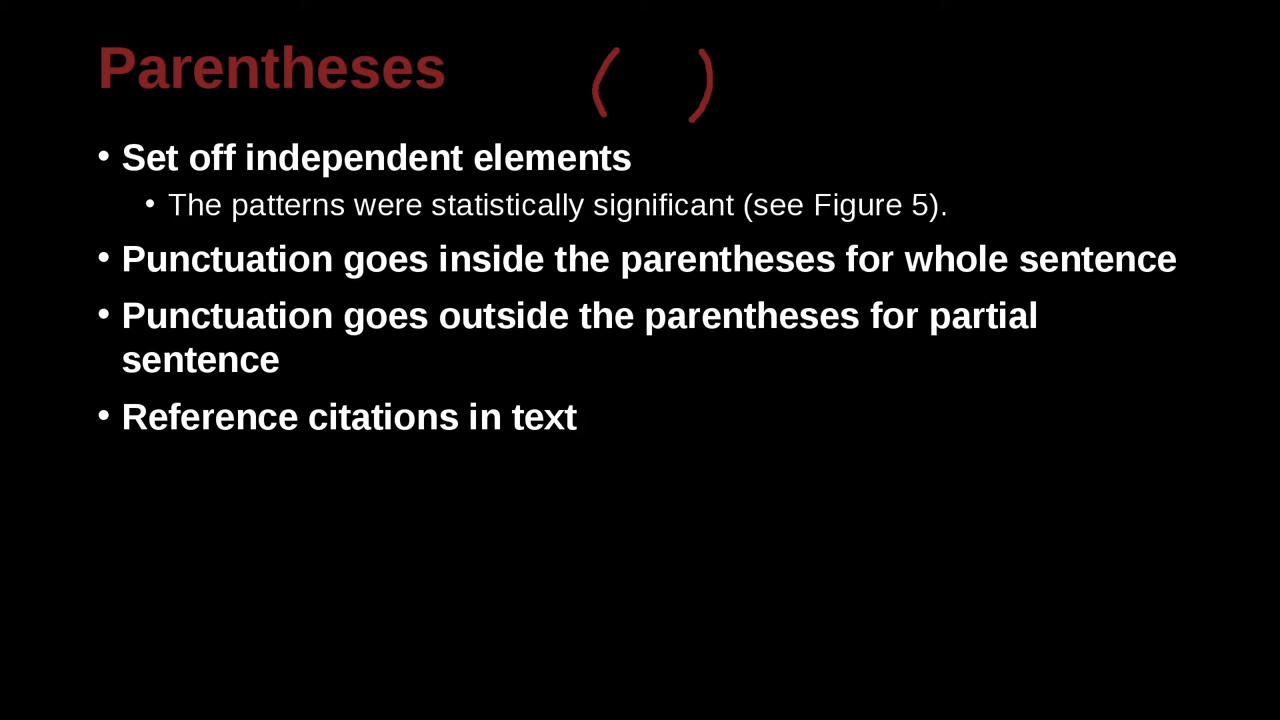 Parentheses ( )
• Set off independent elements
• The patterns were statistically significant (see Figure 5).
• Punctuation goes inside the parentheses for whole sentence
• Punctuation goes outside the parentheses for partial
sentence
• Reference citations in text